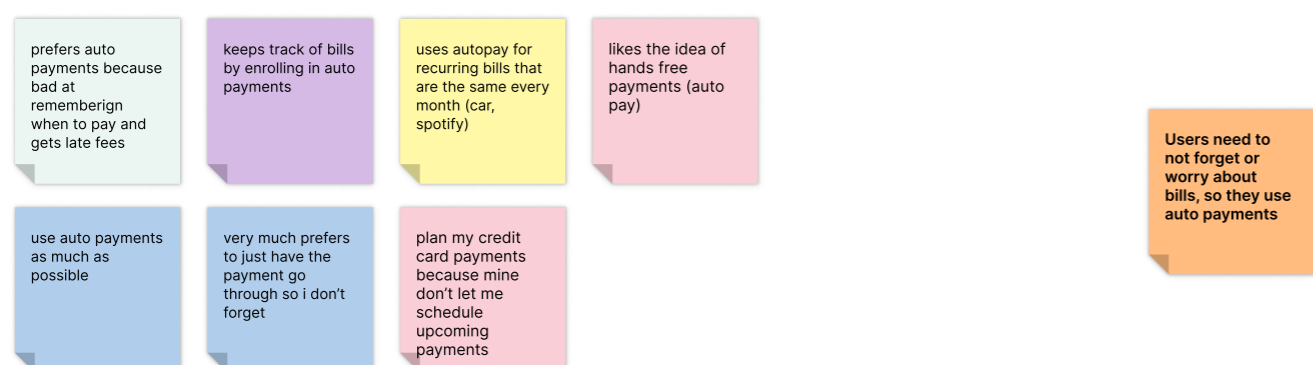 prefers auto
payments because
bad at
rememberign
when to pay and
gets late fees
keeps track of bills
by enrolling in auto
payments
uses autopay for
recurring bills that
are the same every
month (car,
spotify)
likes the idea of
hands free
payments (auto
pay)
Users need to
not forget or
worry about
bills, so they use
auto payments
use auto payments
as much as
possible
very much prefers
to just have the
payment go
through so i don’t
forget
plan my credit
card payments
because mine
don’t let me
schedule
upcoming
payments